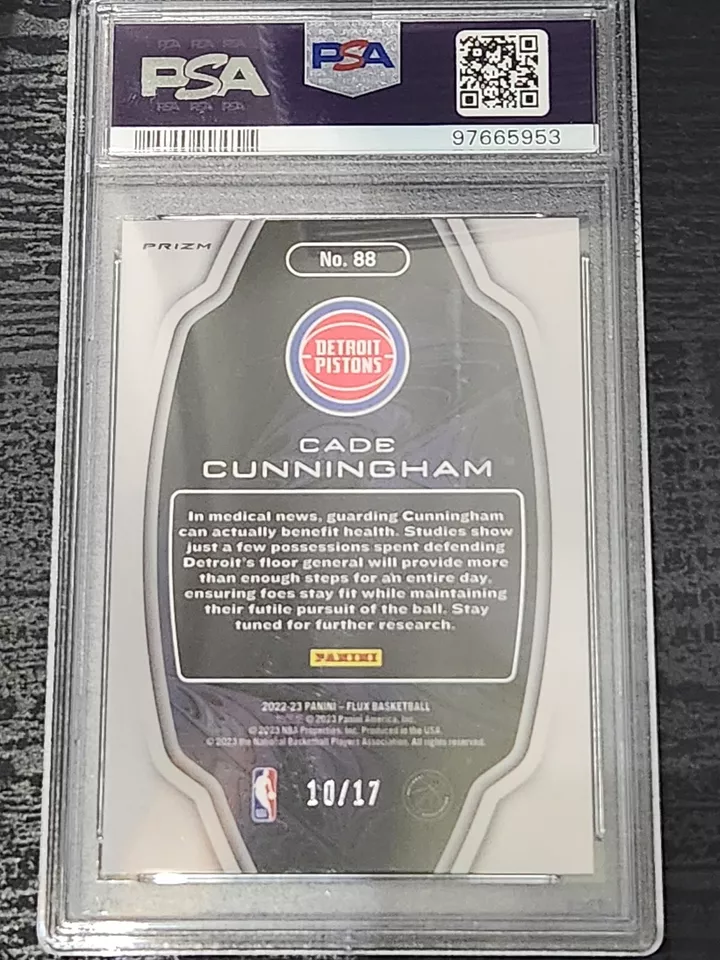 PSA
PSA
97665953
PRIZM
No. 88
DETROIT
PISTONS
CADE
CUNNINGHAM
In medical news, guarding Cunningham
can actually benefit health. Studies show
just a few possessions spent defending
Detroit's floor general will provide more
than enough steps for an entire day,
ensuring foes stay fit while maintaining
their futile pursuit of the ball. Stay
tuned for further research.
PANINI
2022-23 PANINI – FLUX BASKETBALL
© 2023 Panini America, Inc.
© 2023 NBA Properties, Inc. Produced in the USA.
© 2023 the National Basketball Players Association. All rights reserved.
NBA
10/17